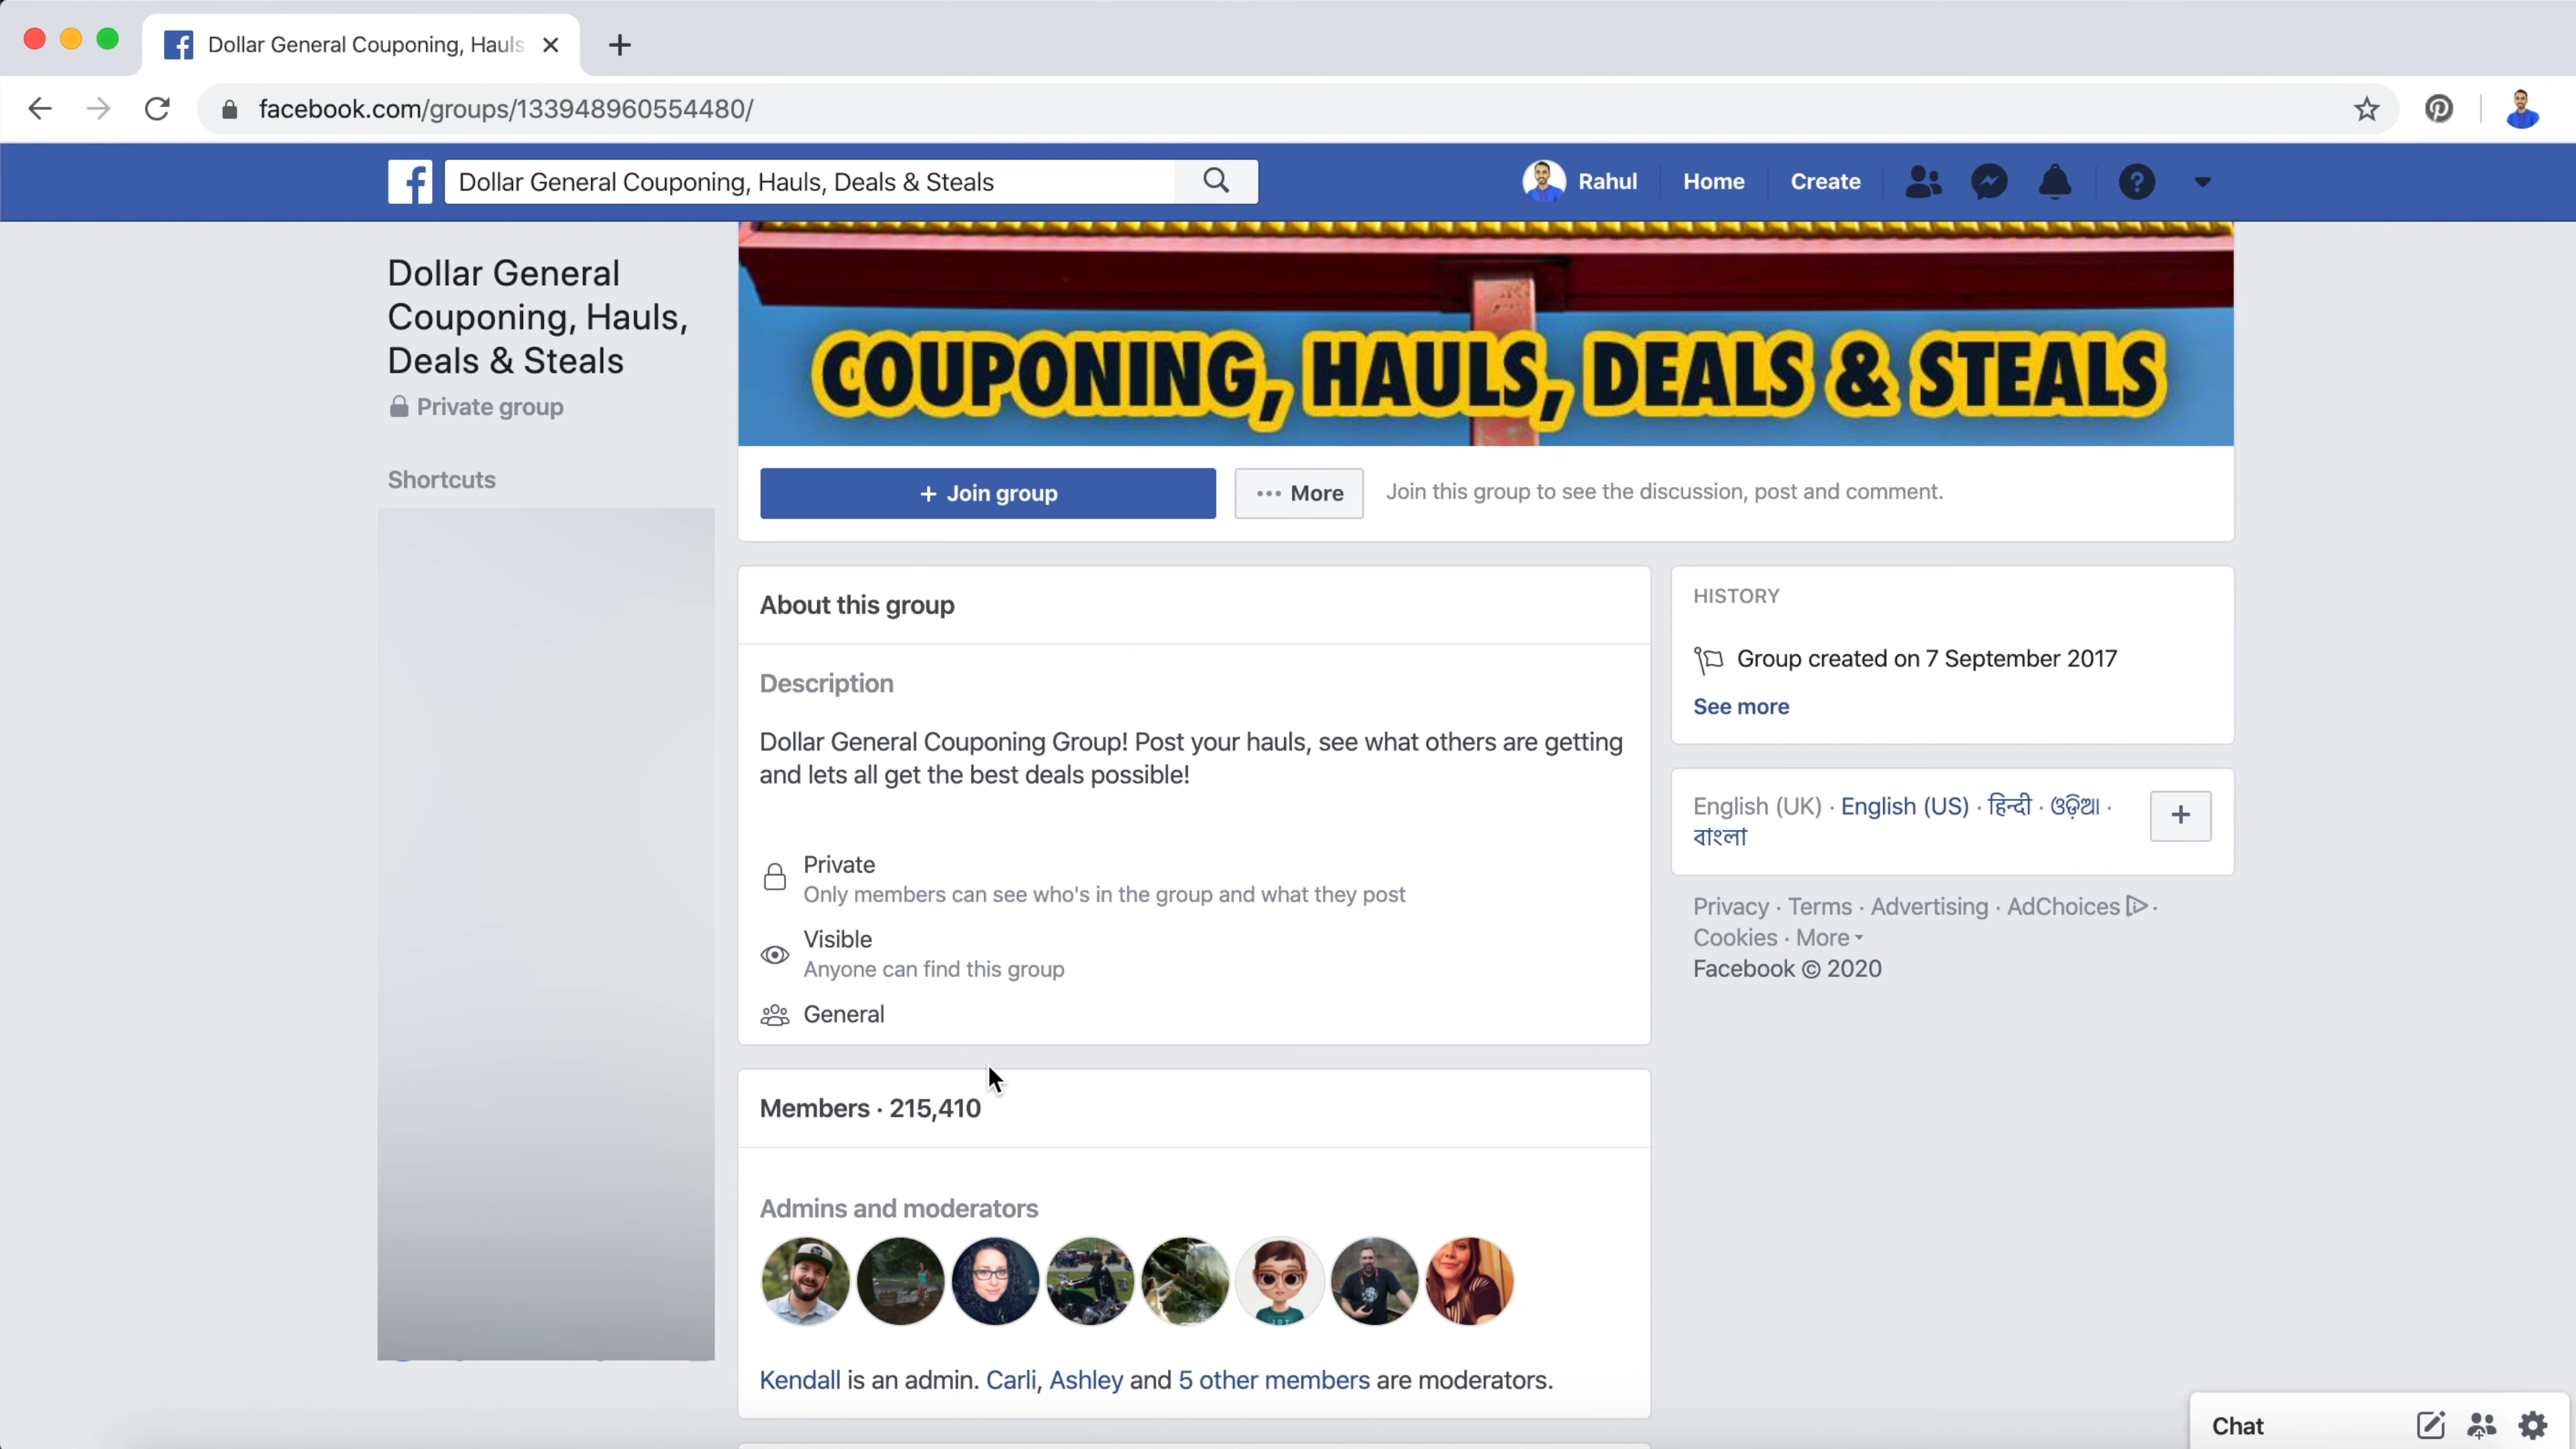 Dollar General Couponing, Hauls
facebook.com/groups/133948960554480/
Dollar General Couponing, Hauls, Deals & Steals
Rahul
Home
Create
Dollar General
Couponing, Hauls,
Deals & Steals
Private group
Shortcuts
COUPONING, HAULS, DEALS & STEALS
+ Join group
··· More
Join this group to see the discussion, post and comment.
About this group
Description
Dollar General Couponing Group! Post your hauls, see what others are getting
and lets all get the best deals possible!
Private
Only members can see who's in the group and what they post
Visible
Anyone can find this group
General
Members · 215,410
Admins and moderators
Kendall is an admin. Carli, Ashley and 5 other members are moderators.
HISTORY
Group created on 7 September 2017
See more
English (UK) · English (US) · हिन्दी · ଓଡ଼ିଆ ·
বাংলা
Privacy · Terms · Advertising · AdChoices ·
Cookies · More
Facebook © 2020
Chat